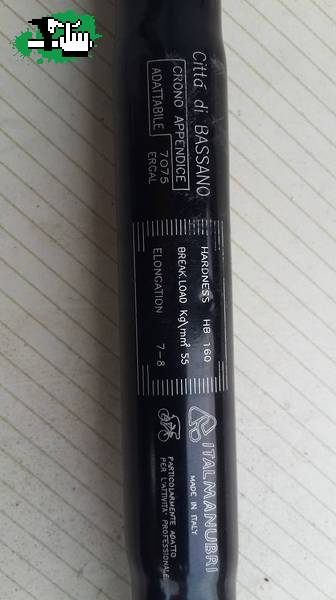 Città di BASSANO
CRONO APPENDICE
ADATTABILE
7075
ERGAL
HARDNESS HB 160
BREAK.LOAD Kg\mm² 55
ELONGATION 7-8
ITALMANUBRI
MADE IN ITALY
PARTICOLARMENTE ADATTO
PER L'ATTIVITA' PROFESSIONALE